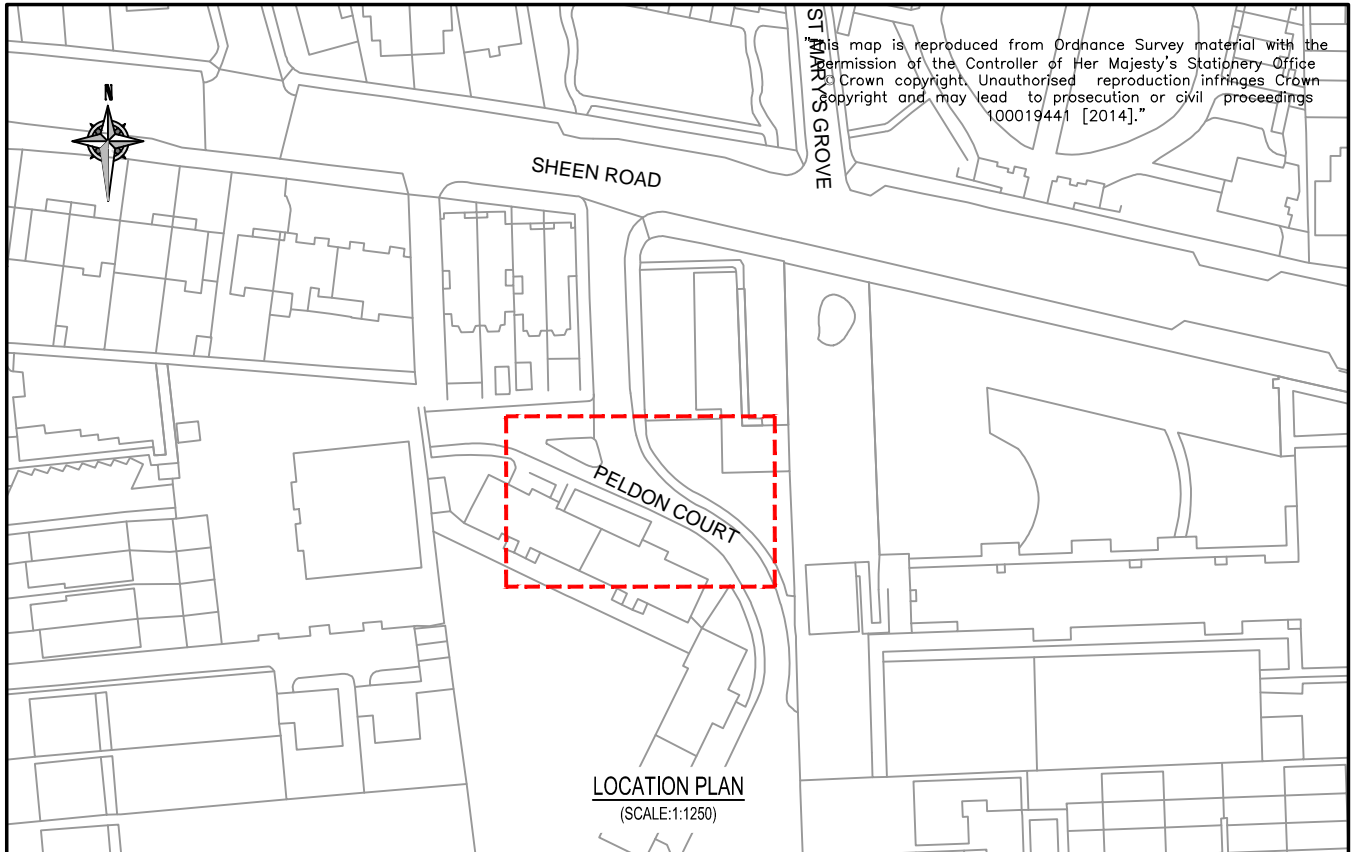 "This map is reproduced from Ordnance Survey material with the
permission of the Controller of Her Majesty's Stationery Office
© Crown copyright. Unauthorised reproduction infringes Crown
copyright and may lead to prosecution or civil proceedings
100019441 [2014]."
ST MARY'S GROVE
N
SHEEN ROAD
PELDON COURT
LOCATION PLAN
(SCALE:1:1250)